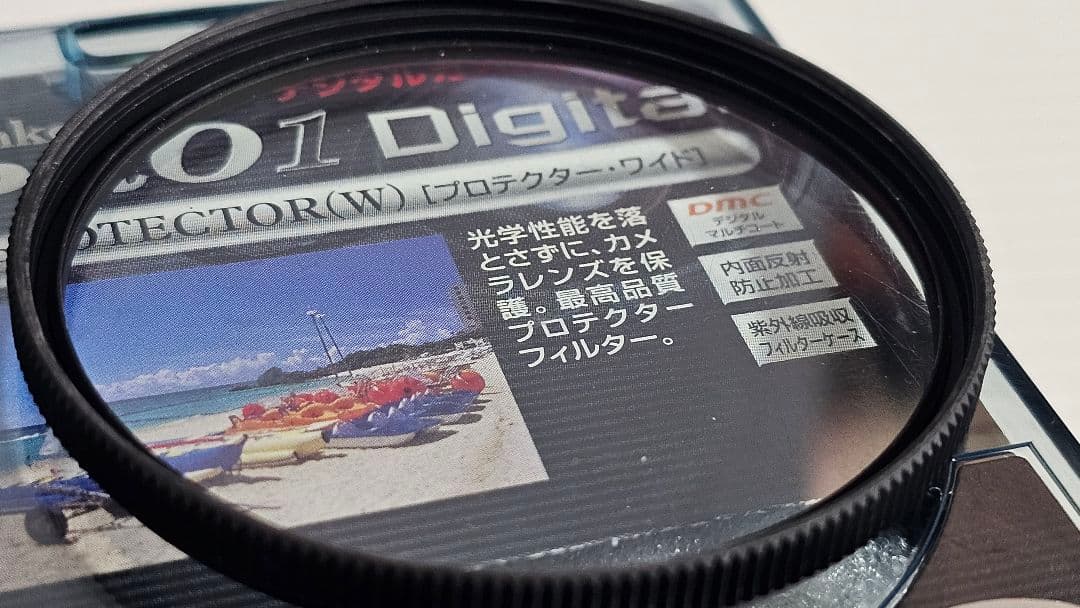 デジタル
O1 Digita
OTECTOR(W) [プロテクター・ワイド]
光学性能を落
とさずに、カメ
ラレンズを保
護。最高品質
プロテクター
フィルター。
DMC
デジタル
マルチコート
内面反射
防止加工
紫外線吸収
フィルターケース